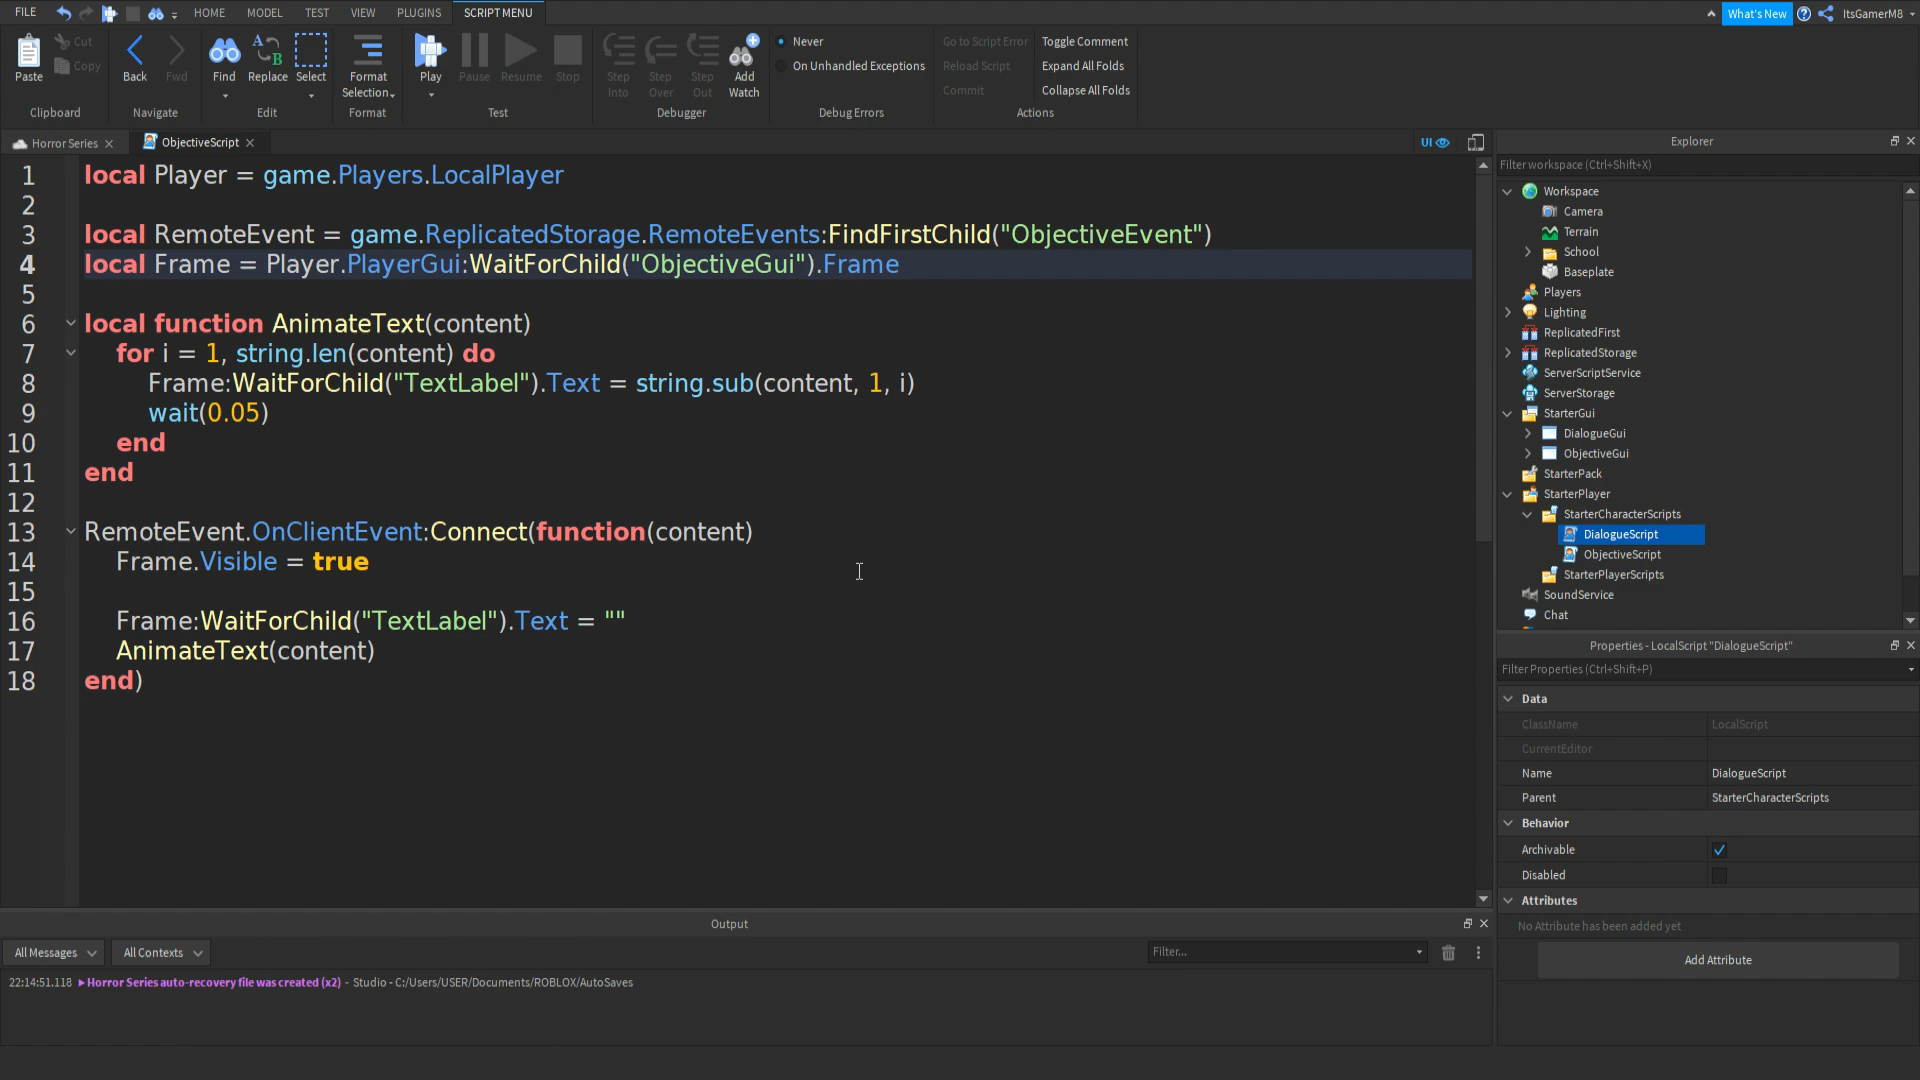 FILE HOME MODEL TEST VIEW PLUGINS SCRIPT MENU What's New ItsGamerM8
Paste Cut Copy Back Fwd Find Replace Select Format Selection Play Pause Resume Stop Step Into Step Over Step Out Add Watch
Never
On Unhandled Exceptions
Go to Script Error Toggle Comment
Reload Script Expand All Folds
Commit Collapse All Folds
Clipboard Navigate Edit Format Test Debugger Debug Errors Actions
Horror Series ObjectiveScript UI
1 local Player = game.Players.LocalPlayer
2
3 local RemoteEvent = game.ReplicatedStorage.RemoteEvents:FindFirstChild("ObjectiveEvent")
4 local Frame = Player.PlayerGui:WaitForChild("ObjectiveGui").Frame
5
6 local function AnimateText(content)
7 for i = 1, string.len(content) do
8 Frame:WaitForChild("TextLabel").Text = string.sub(content, 1, i)
9 wait(0.05)
10 end
11 end
12
13 RemoteEvent.OnClientEvent:Connect(function(content)
14 Frame.Visible = true
15
16 Frame:WaitForChild("TextLabel").Text = ""
17 AnimateText(content)
18 end)
Explorer
Filter workspace (Ctrl+Shift+X)
Workspace
Camera
Terrain
School
Baseplate
Players
Lighting
ReplicatedFirst
ReplicatedStorage
ServerScriptService
ServerStorage
StarterGui
DialogueGui
ObjectiveGui
StarterPack
StarterPlayer
StarterCharacterScripts
DialogueScript
ObjectiveScript
StarterPlayerScripts
SoundService
Chat
Properties - LocalScript "DialogueScript"
Filter Properties (Ctrl+Shift+P)
Data
ClassName LocalScript
CurrentEditor
Name DialogueScript
Parent StarterCharacterScripts
Behavior
Archivable
Disabled
Attributes
No Attribute has been added yet
Add Attribute
Output
All Messages All Contexts Filter...
22:14:51.118 Horror Series auto-recovery file was created (x2) - Studio - C:/Users/USER/Documents/ROBLOX/AutoSaves